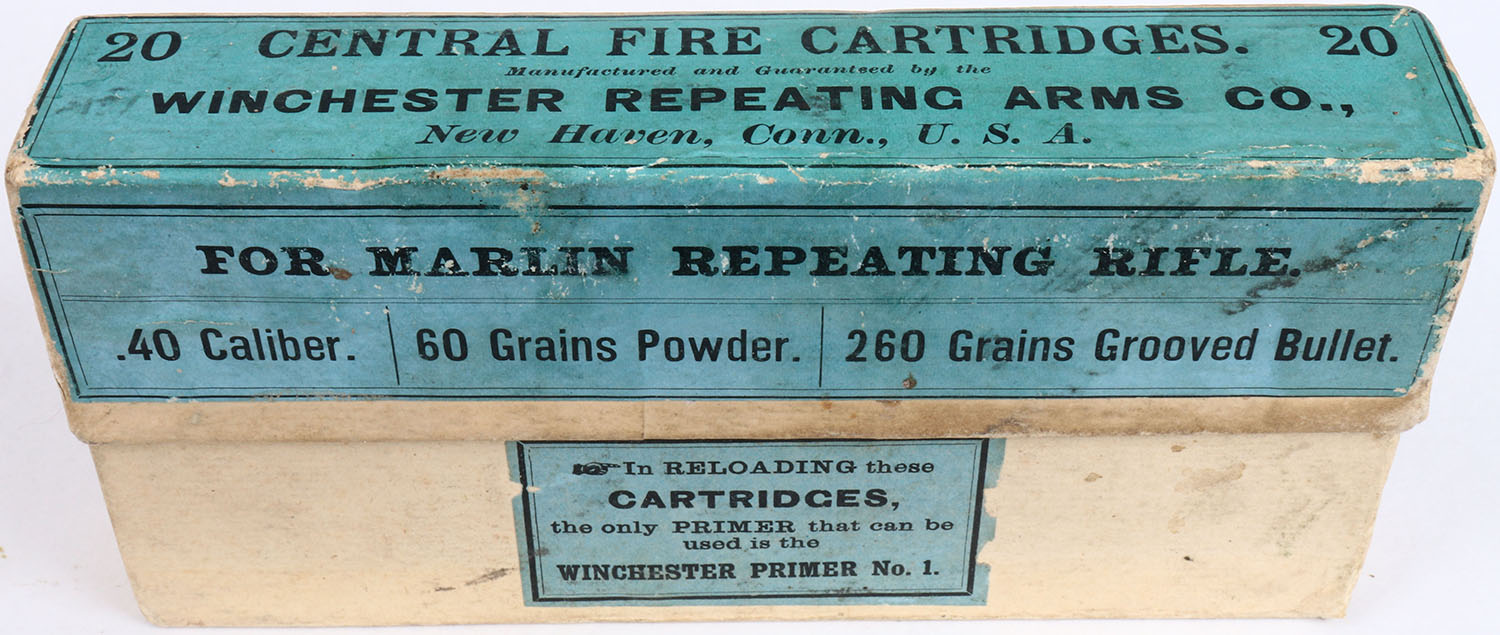 20 CENTRAL FIRE CARTRIDGES. 20
Manufactured and Guaranteed by the
WINCHESTER REPEATING ARMS CO.,
New Haven, Conn., U. S. A.
FOR MARLIN REPEATING RIFLE.
.40 Caliber. 60 Grains Powder. 260 Grains Grooved Bullet.
In RELOADING these
CARTRIDGES,
the only PRIMER that can be
used is the
WINCHESTER PRIMER No. 1.